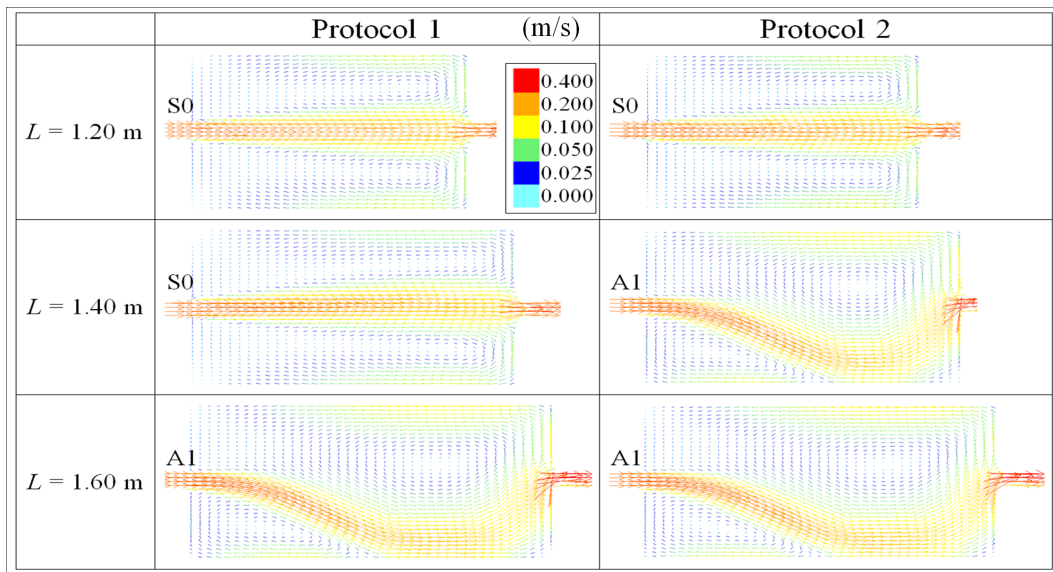 Protocol 1 (m/s) Protocol 2
L = 1.20 m
S0
0.400
0.200
0.100
0.050
0.025
0.000
S0
L = 1.40 m
S0
A1
L = 1.60 m
A1
A1